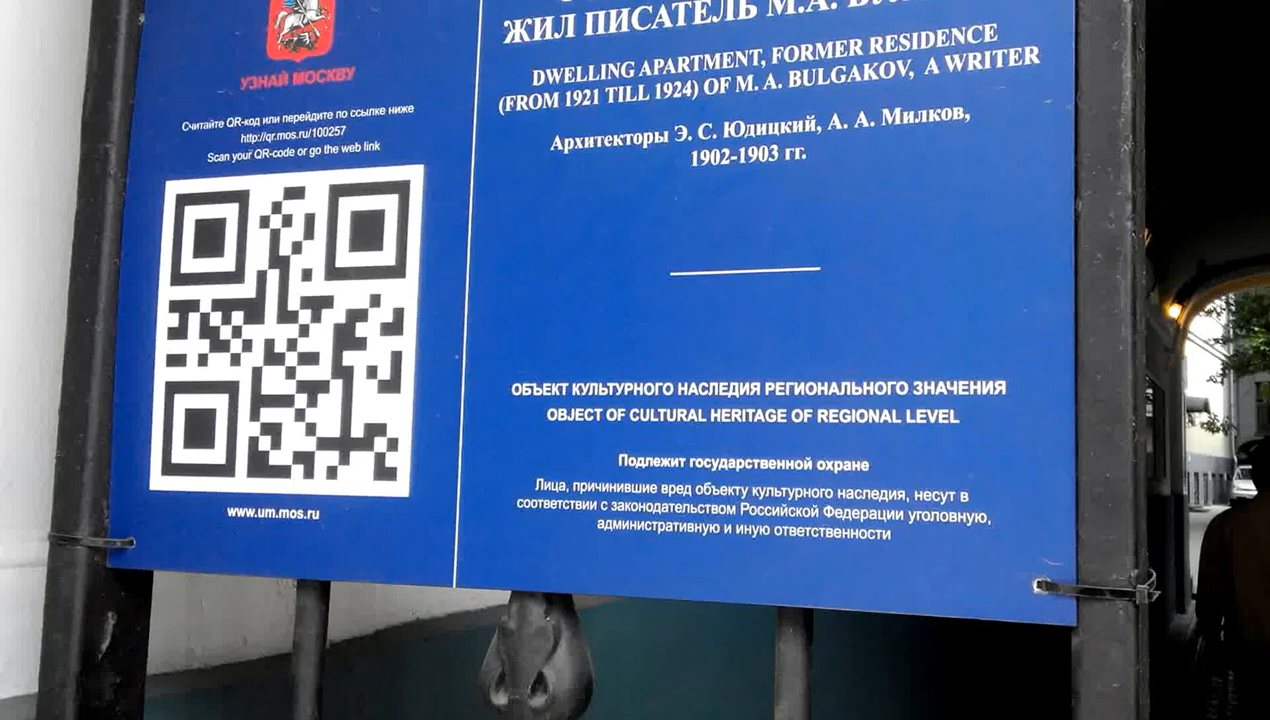 УЗНАЙ МОСКВУ
Считайте QR-код или перейдите по ссылке ниже
http://qr.mos.ru/100257
Scan your QR-code or go the web link
www.um.mos.ru
ЖИЛ ПИСАТЕЛЬ М.А.
DWELLING APARTMENT, FORMER RESIDENCE
(FROM 1921 TILL 1924) OF M. A. BULGAKOV, A WRITER
Архитекторы Э. С. Юдицкий, А. А. Милков,
1902-1903 гг.
ОБЪЕКТ КУЛЬТУРНОГО НАСЛЕДИЯ РЕГИОНАЛЬНОГО ЗНАЧЕНИЯ
OBJECT OF CULTURAL HERITAGE OF REGIONAL LEVEL
Подлежит государственной охране
Лица, причинившие вред объекту культурного наследия, несут в
соответствии с законодательством Российской Федерации уголовную,
административную и иную ответственности